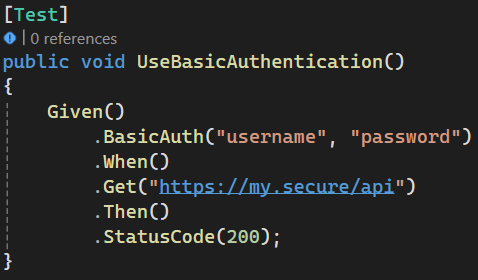 [Test]
| 0 references
public void UseBasicAuthentication()
{
    Given()
        .BasicAuth("username", "password")
        .When()
        .Get("https://my.secure/api")
        .Then()
        .StatusCode(200);
}